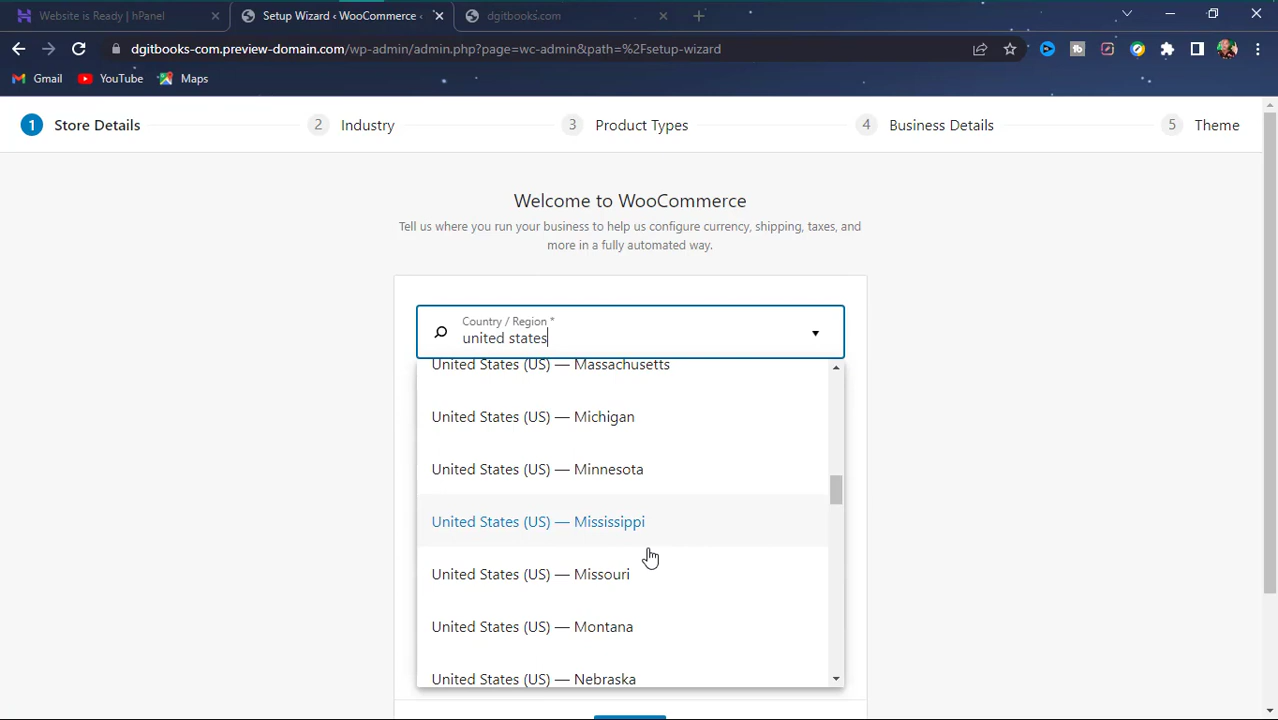 Website is Ready | hPanel
Setup Wizard ‹ WooCommerce ‹
dgitbooks.com
dgitbooks-com.preview-domain.com/wp-admin/admin.php?page=wc-admin&path=%2Fsetup-wizard
Gmail
YouTube
Maps
1 Store Details
2 Industry
3 Product Types
4 Business Details
5 Theme
Welcome to WooCommerce
Tell us where you run your business to help us configure currency, shipping, taxes, and
more in a fully automated way.
Country / Region *
united states
United States (US) — Massachusetts
United States (US) — Michigan
United States (US) — Minnesota
United States (US) — Mississippi
United States (US) — Missouri
United States (US) — Montana
United States (US) — Nebraska